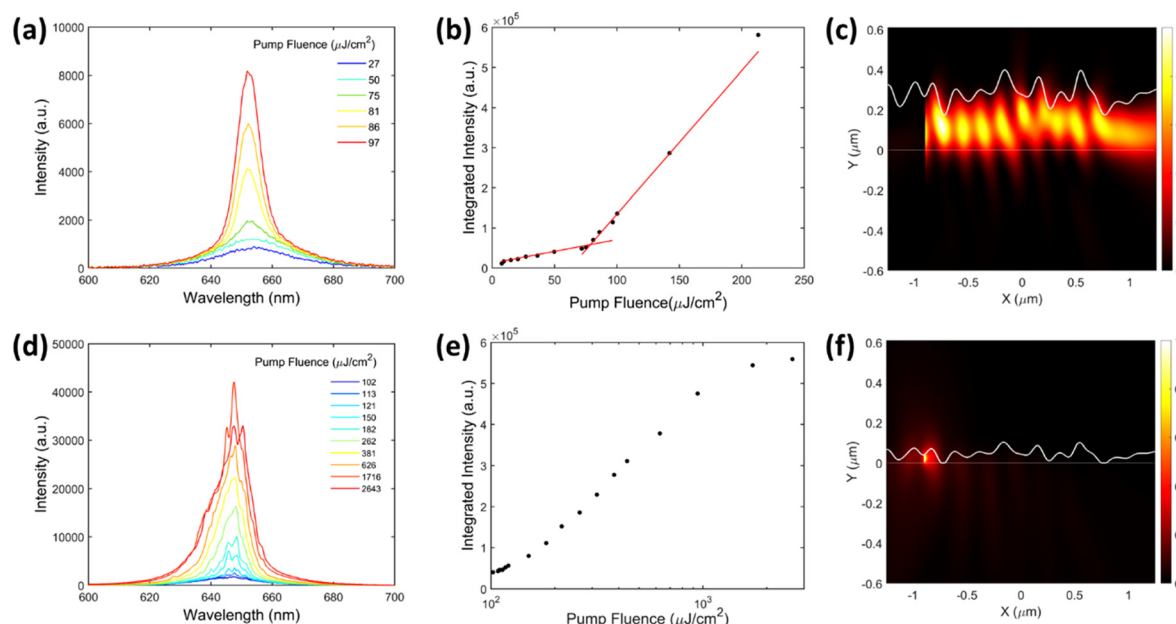 (a)
Pump Fluence (μJ/cm²)
27
50
75
81
86
97
10000
8000
6000
4000
2000
0
Intensity (a.u.)
600 620 640 660 680 700
Wavelength (nm)
(b)
×10⁵
6
5
4
3
2
1
0
Integrated Intensity (a.u.)
0 50 100 150 200 250
Pump Fluence(μJ/cm²)
(c)
0.6
0.4
0.2
0
-0.2
-0.4
-0.6
Y (μm)
-1 -0.5 0 0.5 1
X (μm)
(d)
Pump Fluence (μJ/cm²)
102
113
121
150
182
262
381
626
1716
2643
50000
40000
30000
20000
10000
0
Intensity (a.u.)
600 620 640 660 680 700
Wavelength (nm)
(e)
×10⁵
6
5
4
3
2
1
0
Integrated Intensity (a.u.)
10² 10³
Pump Fluence(μJ/cm²)
(f)
0.6
0.4
0.2
0
-0.2
-0.4
-0.6
Y (μm)
-1 -0.5 0 0.5 1
X (μm)